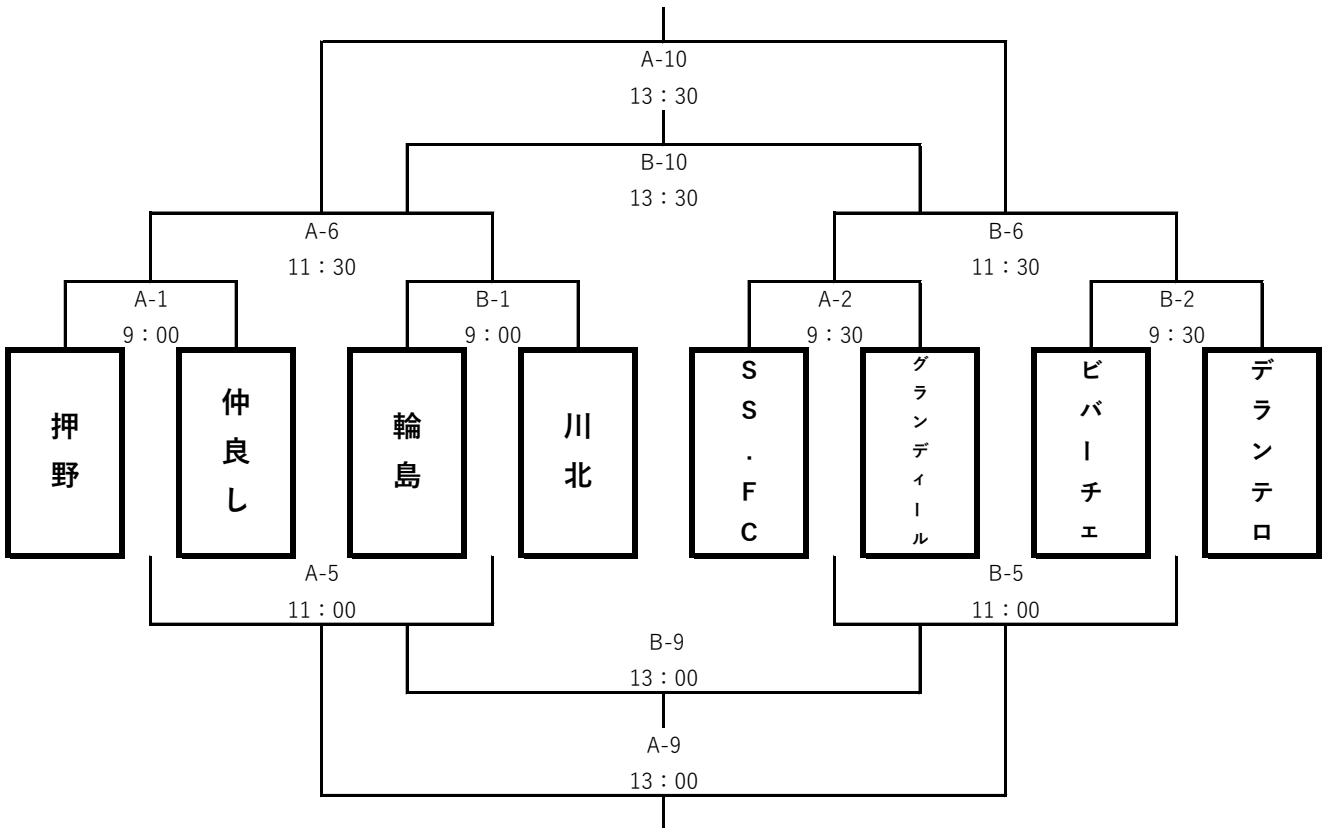 A-10
13：30
B-10
13：30
A-6
11：30
B-6
11：30
A-1
9：00
B-1
9：00
A-2
9：30
B-2
9：30
押野
仲良し
輪島
川北
SS.FC
グランディール
ビバーチェ
デランテロ
A-5
11：00
B-5
11：00
B-9
13：00
A-9
13：00